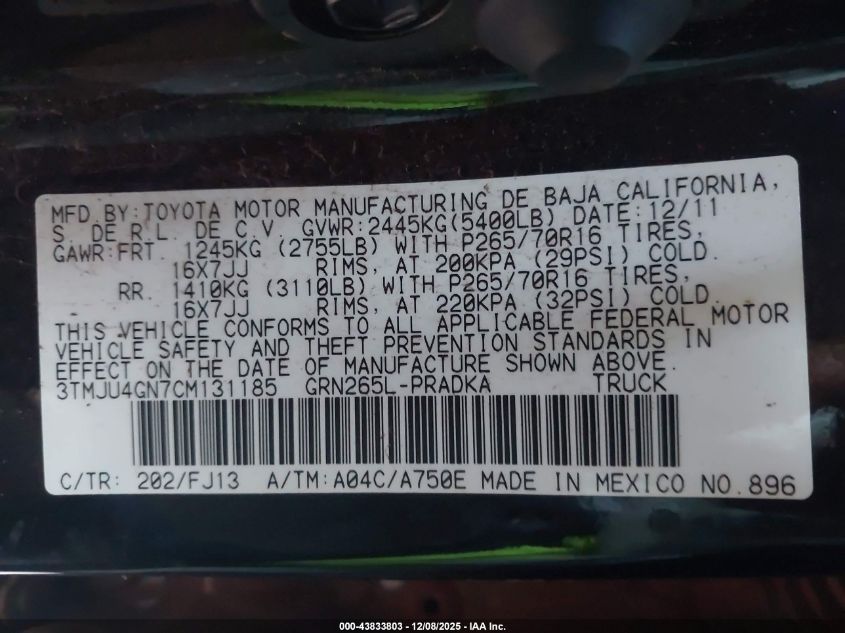 MFD BY:TOYOTA MOTOR MANUFACTURING DE BAJA CALIFORNIA,
S. DE R.L. DE C.V. GVWR:2445KG(5400LB) DATE:12/11
GAWR:FRT. 1245KG (2755LB) WITH P265/70R16 TIRES,
16X7JJ RIMS, AT 200KPA (29PSI) COLD.
RR. 1410KG (3110LB) WITH P265/70R16 TIRES,
16X7JJ RIMS, AT 220KPA (32PSI) COLD.
THIS VEHICLE CONFORMS TO ALL APPLICABLE FEDERAL MOTOR
VEHICLE SAFETY AND THEFT PREVENTION STANDARDS IN
EFFECT ON THE DATE OF MANUFACTURE SHOWN ABOVE.
3TMJU4GN7CM131185 GRN265L-PRADKA TRUCK
C/TR: 202/FJ13 A/TM:A04C/A750E MADE IN MEXICO NO.896
000-43833803 - 12/08/2025 - IAA Inc.